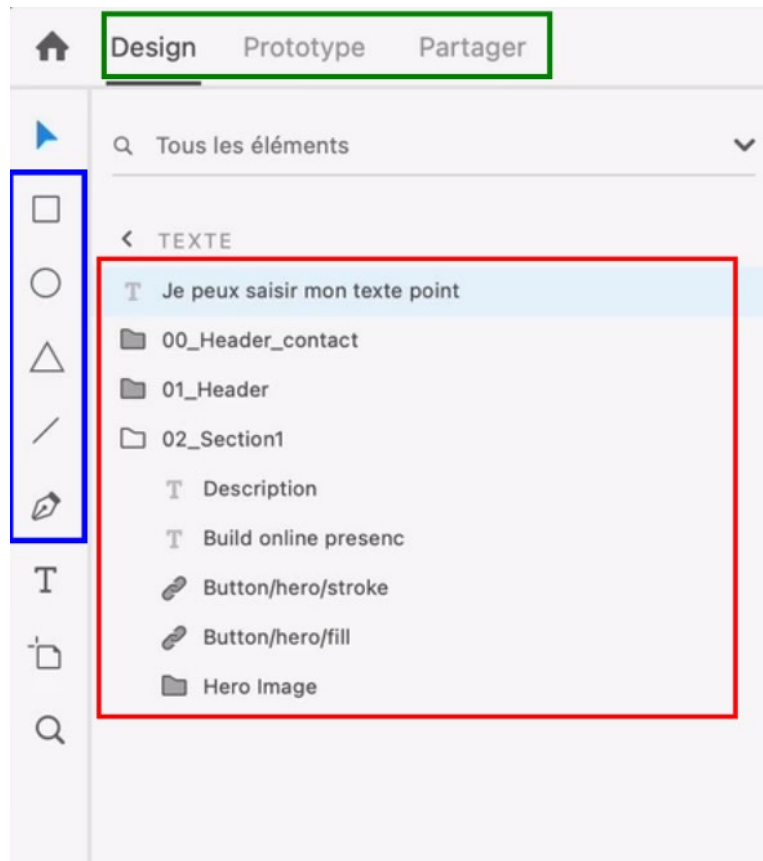 Design Prototype Partager
Tous les éléments
TEXTE
Je peux saisir mon texte point
00_Header_contact
01_Header
02_Section1
Description
Build online presenc
Button/hero/stroke
Button/hero/fill
Hero Image